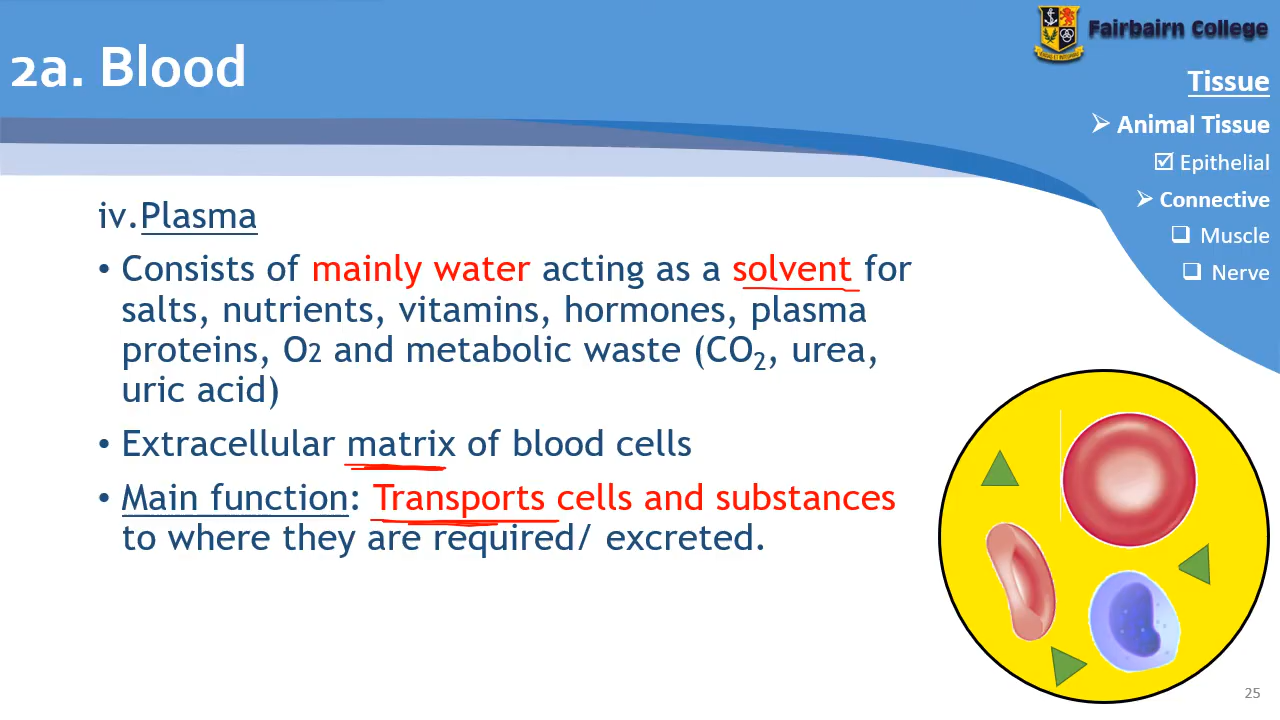 2a. Blood
Fairbairn College
Tissue
Animal Tissue
Epithelial
Connective
Muscle
Nerve
iv. Plasma
• Consists of mainly water acting as a solvent for
salts, nutrients, vitamins, hormones, plasma
proteins, O2 and metabolic waste (CO₂, urea,
uric acid)
• Extracellular matrix of blood cells
• Main function: Transports cells and substances
to where they are required/ excreted.
25